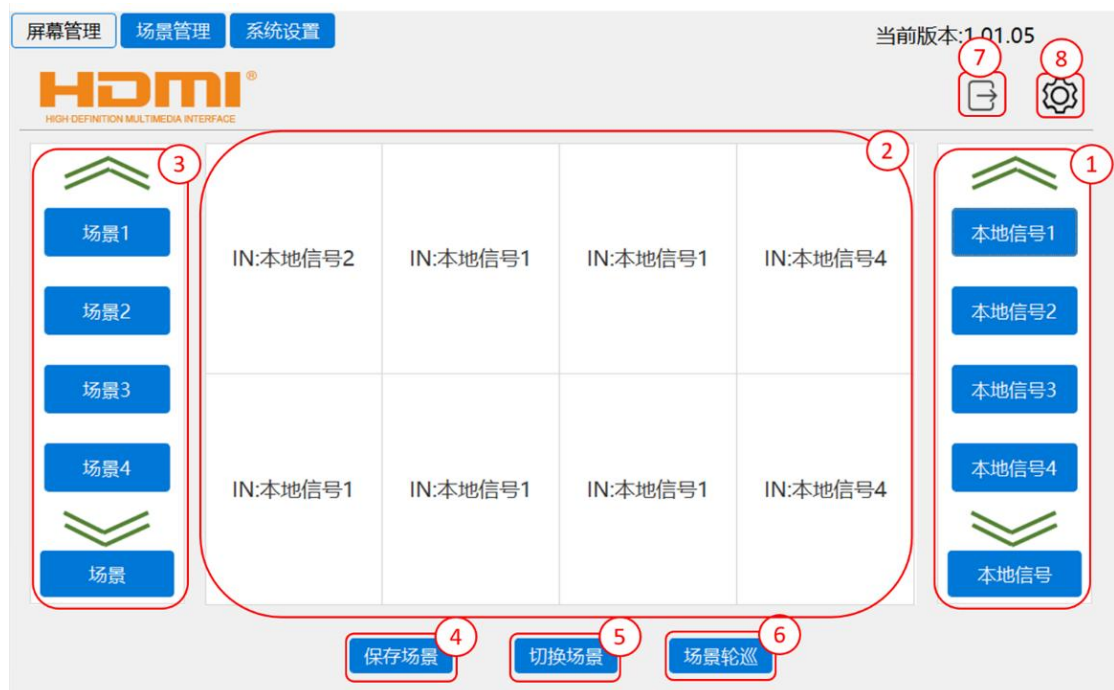 屏幕管理 场景管理 系统设置 当前版本:1.01.05
7 8
HDMI®
HIGH-DEFINITION MULTIMEDIA INTERFACE
3 2 1
场景1 本地信号1
IN:本地信号2 IN:本地信号1 IN:本地信号1 IN:本地信号4
场景2 本地信号2
场景3 本地信号3
场景4 本地信号4
IN:本地信号1 IN:本地信号1 IN:本地信号1 IN:本地信号4
场景 本地信号
4 5 6
保存场景 切换场景 场景轮巡